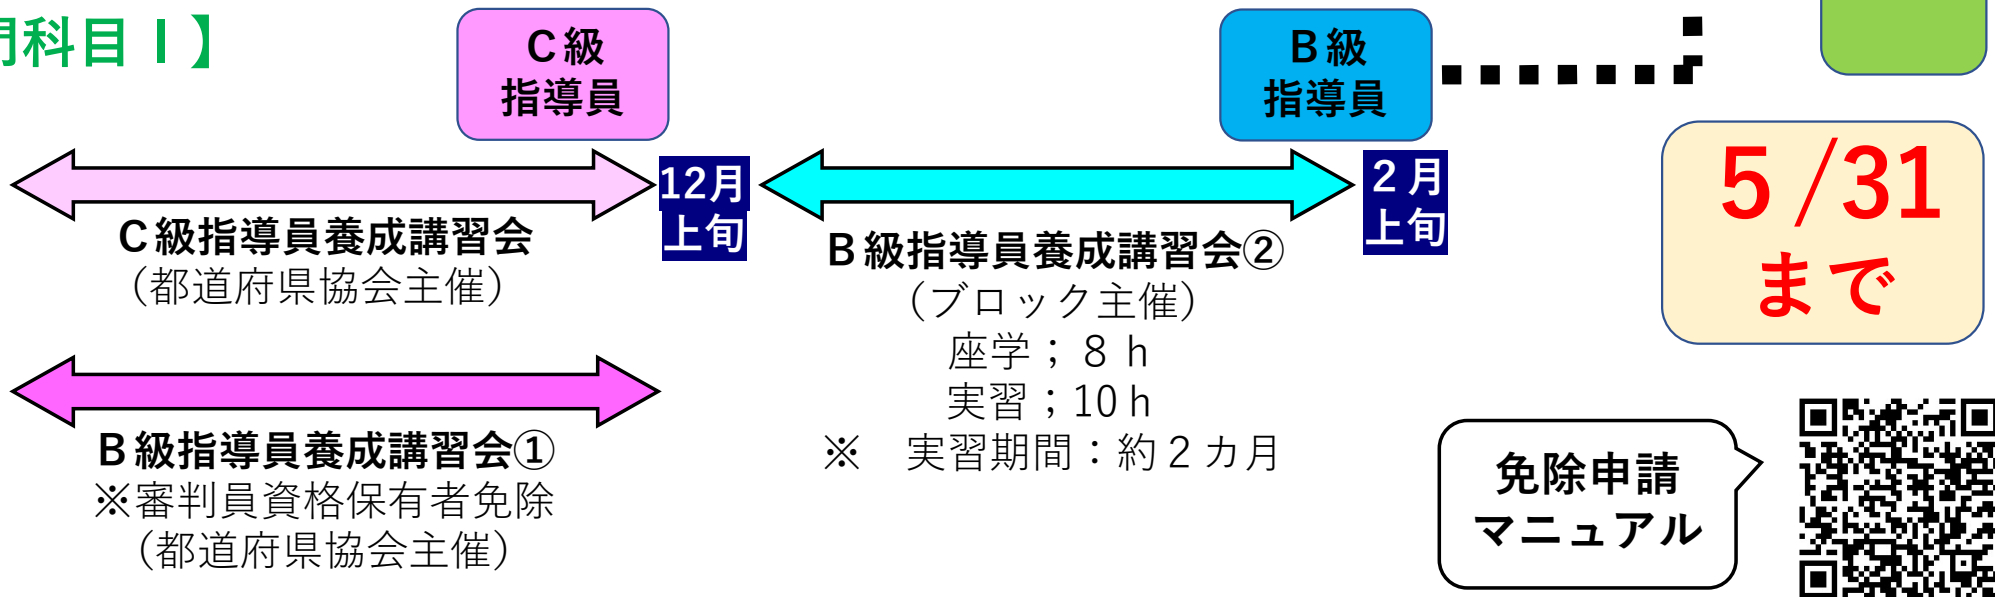 門科目Ⅰ】
C級
指導員
B級
指導員
12月
上旬
2月
上旬
5/31
まで
C級指導員養成講習会
（都道府県協会主催）
B級指導員養成講習会②
（ブロック主催）
座学；8h
実習；10h
※　実習期間：約2カ月
B級指導員養成講習会①
※審判員資格保有者免除
（都道府県協会主催）
免除申請
マニュアル